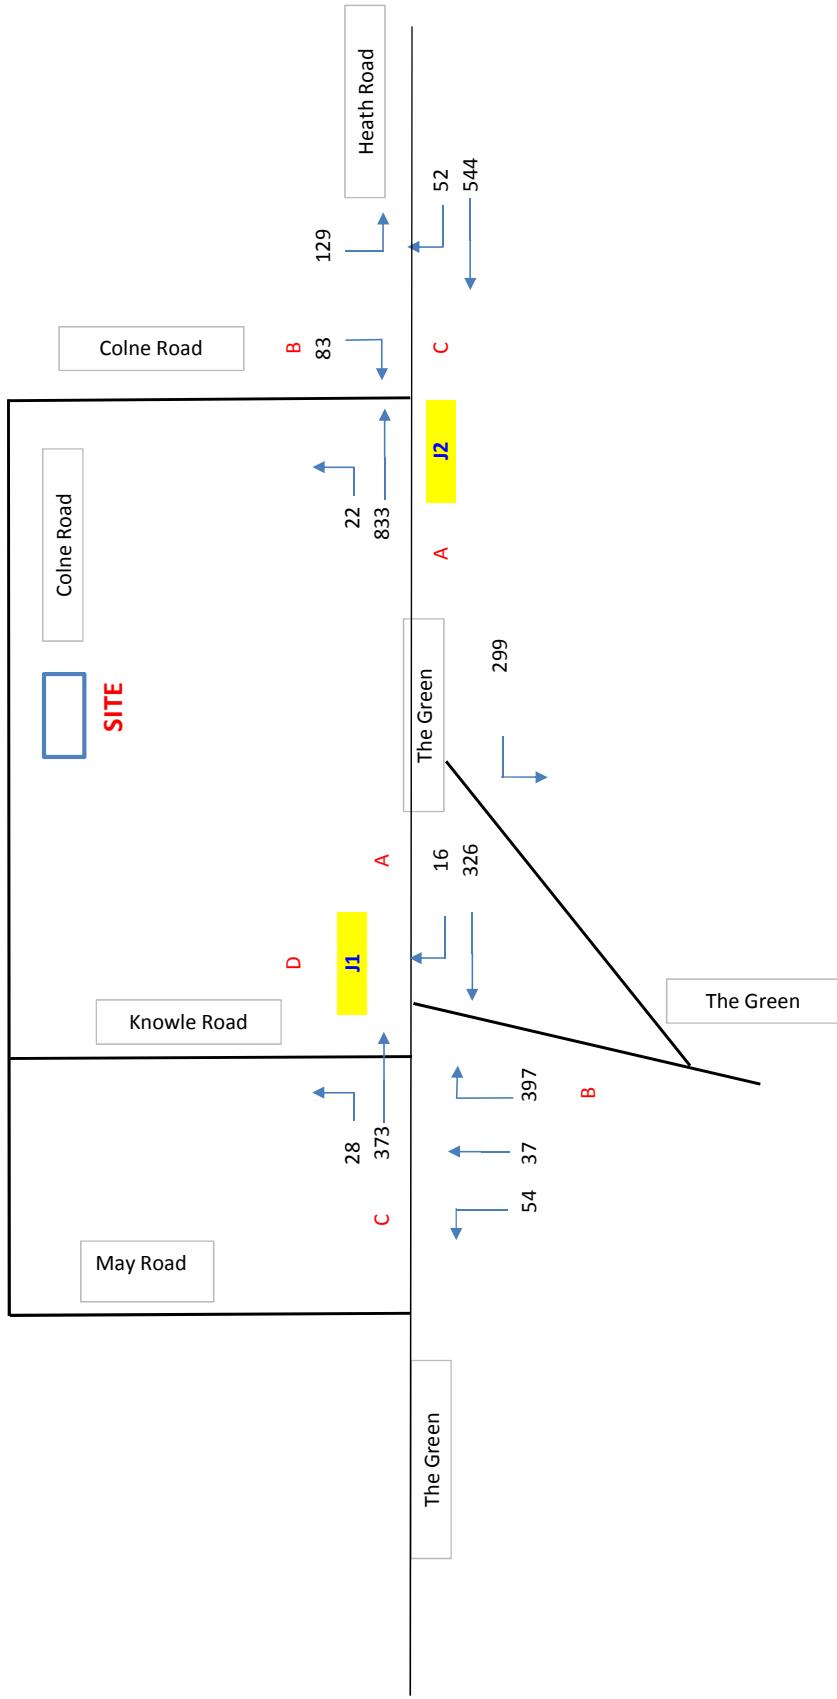 Heath Road
129
52
544
Colne Road
B
83
C
Colne Road
22
833
J2
A
SITE
The Green
299
A
16
326
D
J1
Knowle Road
The Green
28
373
397
B
37
C
54
May Road
The Green